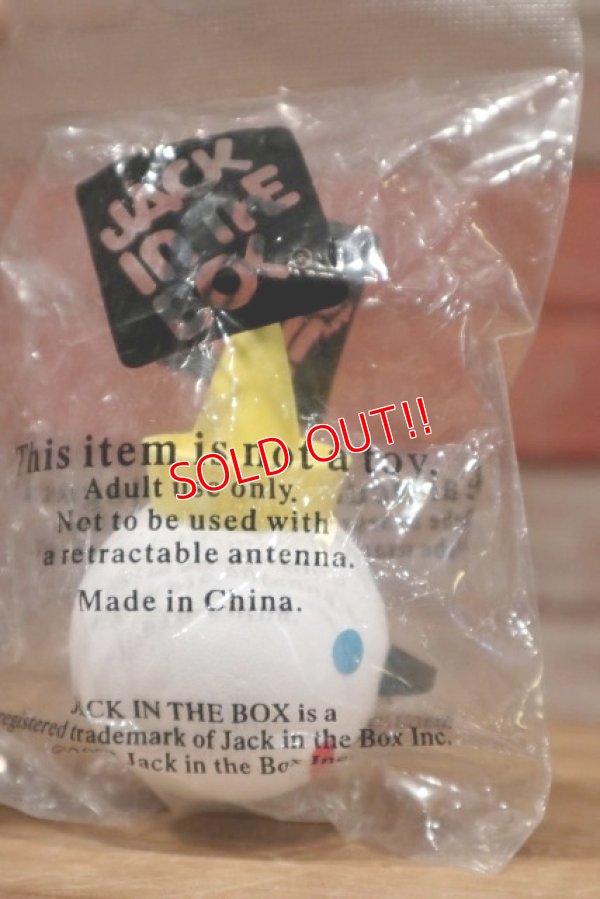 JACK
IN THE
BOX
This item is not a toy.
SOLD OUT!!
Adult use only.
Not to be used with
a retractable antenna.
Made in China.
JACK IN THE BOX is a
registered trademark of Jack in the Box Inc.
Jack in the Box Inc.